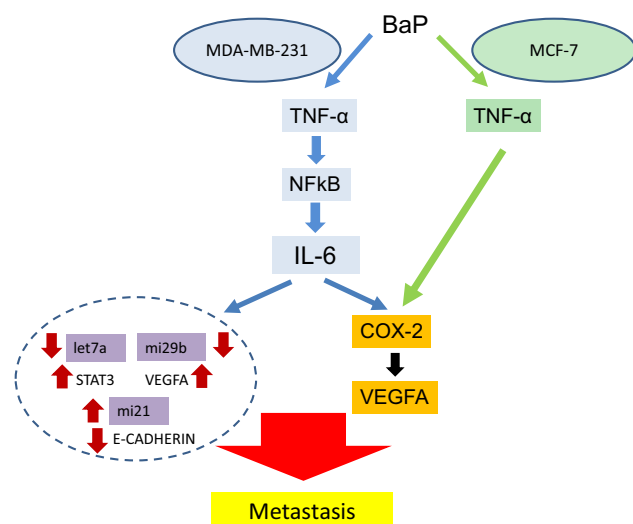 BaP
MDA-MB-231
MCF-7
TNF-α
TNF-α
NFkB
IL-6
COX-2
let7a
mi29b
STAT3
VEGFA
VEGFA
mi21
E-CADHERIN
Metastasis